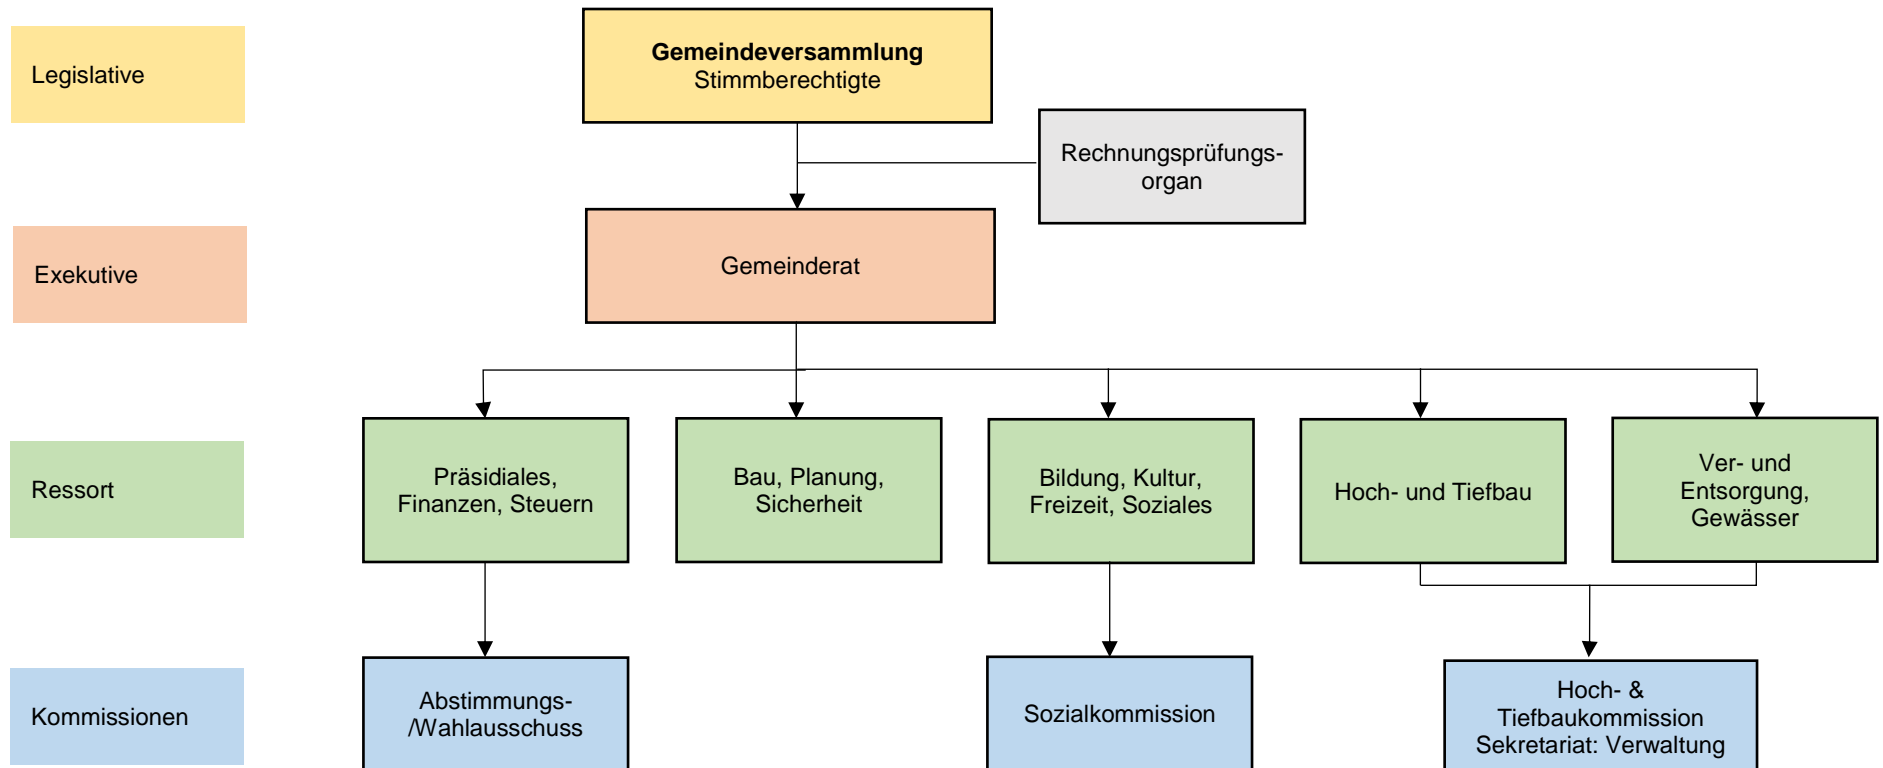 Legislative
Gemeindeversammlung
Stimmberechtigte
Rechnungsprüfungs-
organ
Exekutive
Gemeinderat
Ressort
Präsidiales,
Finanzen, Steuern
Bau, Planung,
Sicherheit
Bildung, Kultur,
Freizeit, Soziales
Hoch- und Tiefbau
Ver- und
Entsorgung,
Gewässer
Kommissionen
Abstimmungs-
/Wahlausschuss
Sozialkommission
Hoch- &
Tiefbaukommission
Sekretariat: Verwaltung